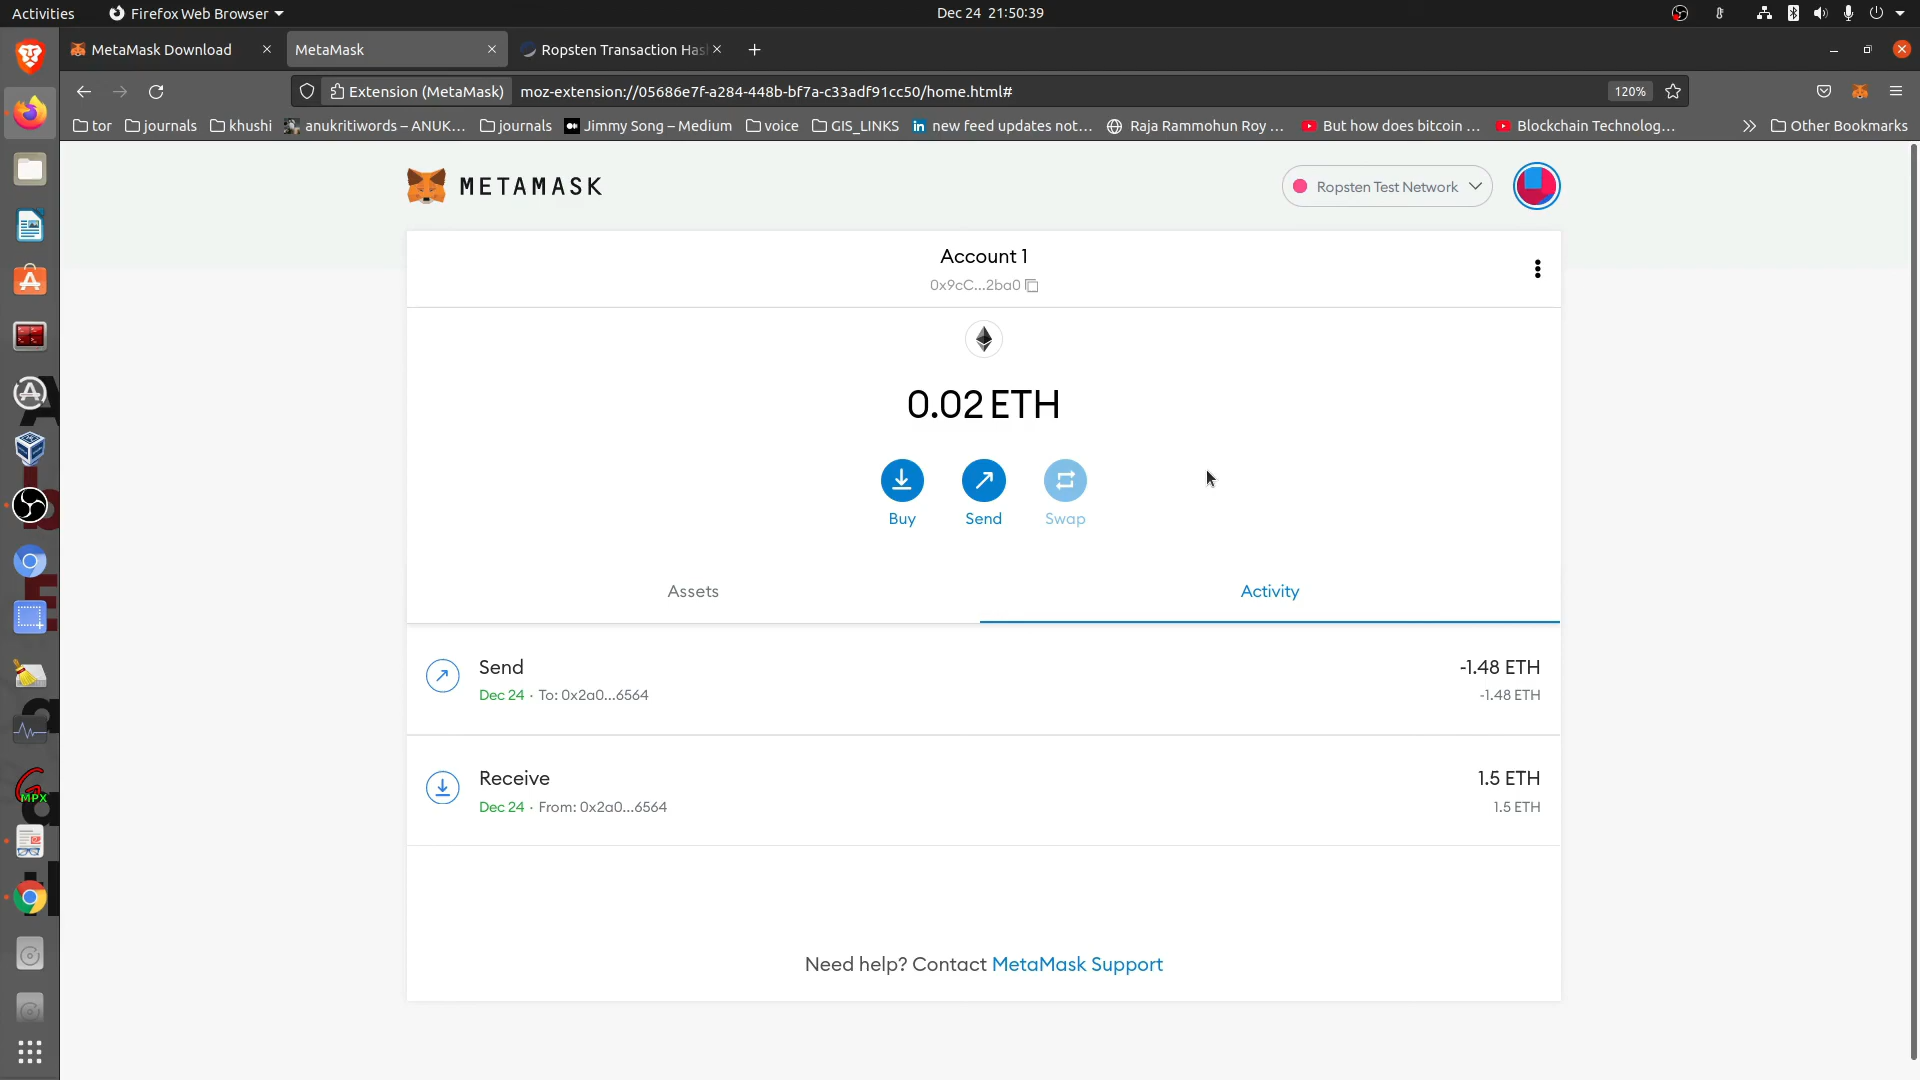 Activities Firefox Web Browser Dec 24 21:50:39
MetaMask Download MetaMask Ropsten Transaction Has
Extension (MetaMask) moz-extension://05686e7f-a284-448b-bf7a-c33adf91cc50/home.html# 120%
tor journals khushi anukritiwords – ANUK... journals Jimmy Song – Medium voice GIS_LINKS new feed updates not... Raja Rammohun Roy ... But how does bitcoin ... Blockchain Technolog... Other Bookmarks
METAMASK Ropsten Test Network
Account 1
0x9cC...2ba0
0.02 ETH
Buy Send Swap
Assets Activity
Send -1.48 ETH
Dec 24 · To: 0x2a0...6564 -1.48 ETH
Receive 1.5 ETH
Dec 24 · From: 0x2a0...6564 1.5 ETH
MPX
Need help? Contact MetaMask Support